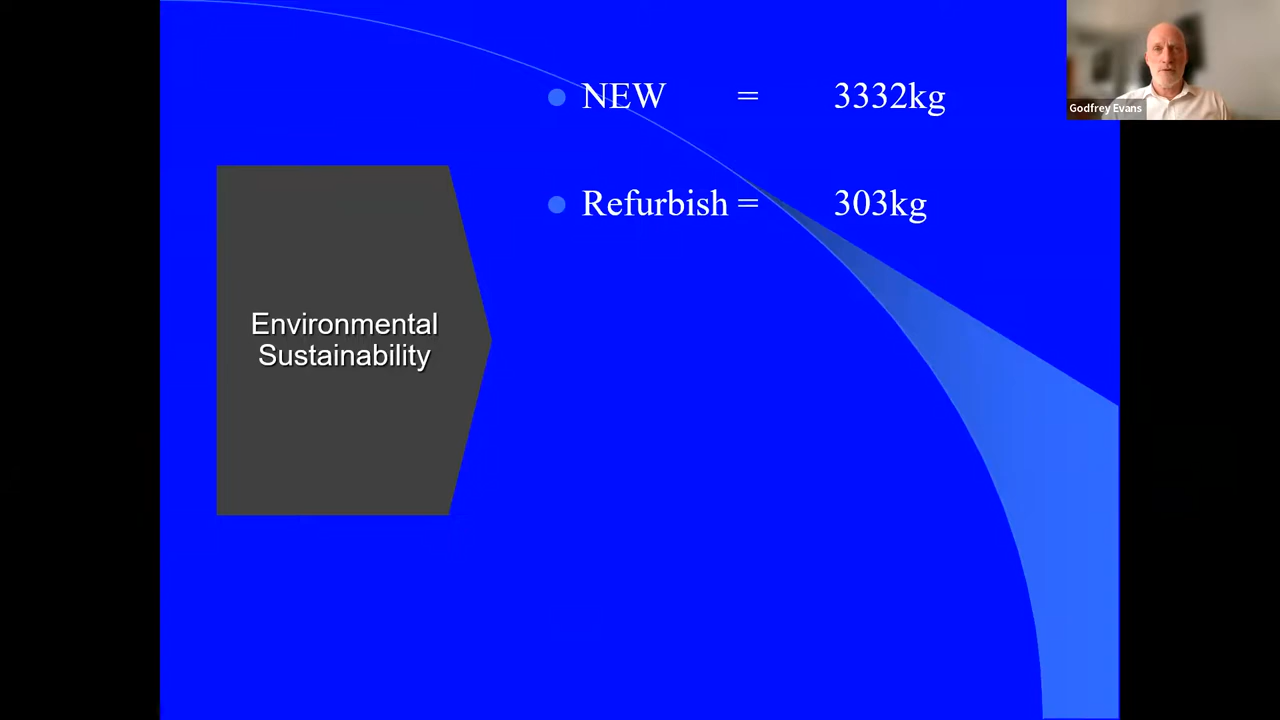 NEW = 3332kg
Refurbish = 303kg
Environmental
Sustainability
Godfrey Evans